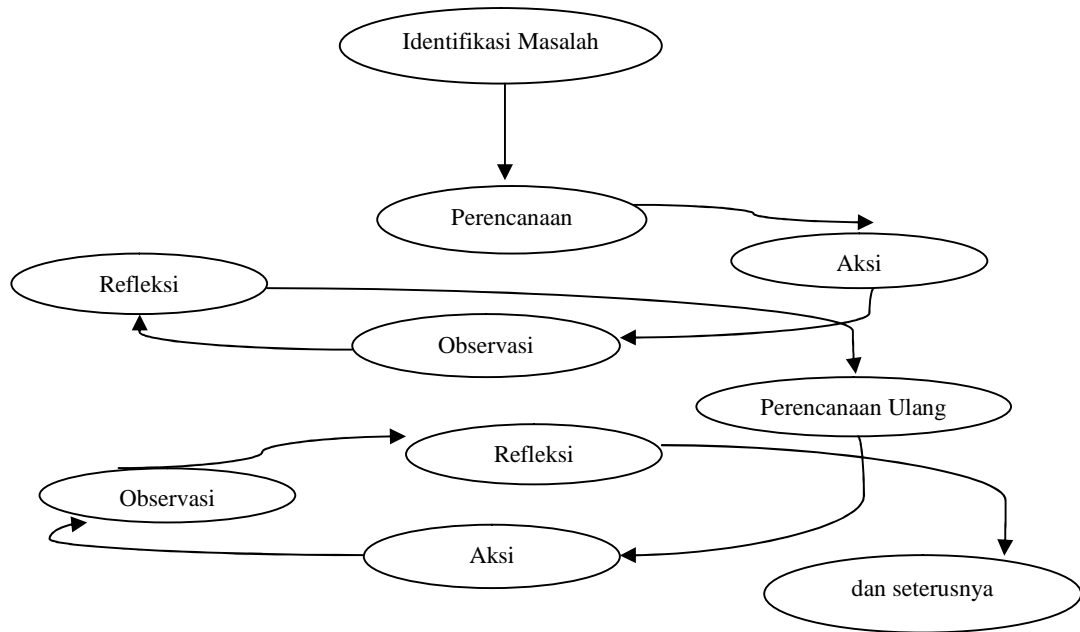 Identifikasi Masalah
Perencanaan
Aksi
Refleksi
Observasi
Perencanaan Ulang
Refleksi
Observasi
Aksi
dan seterusnya